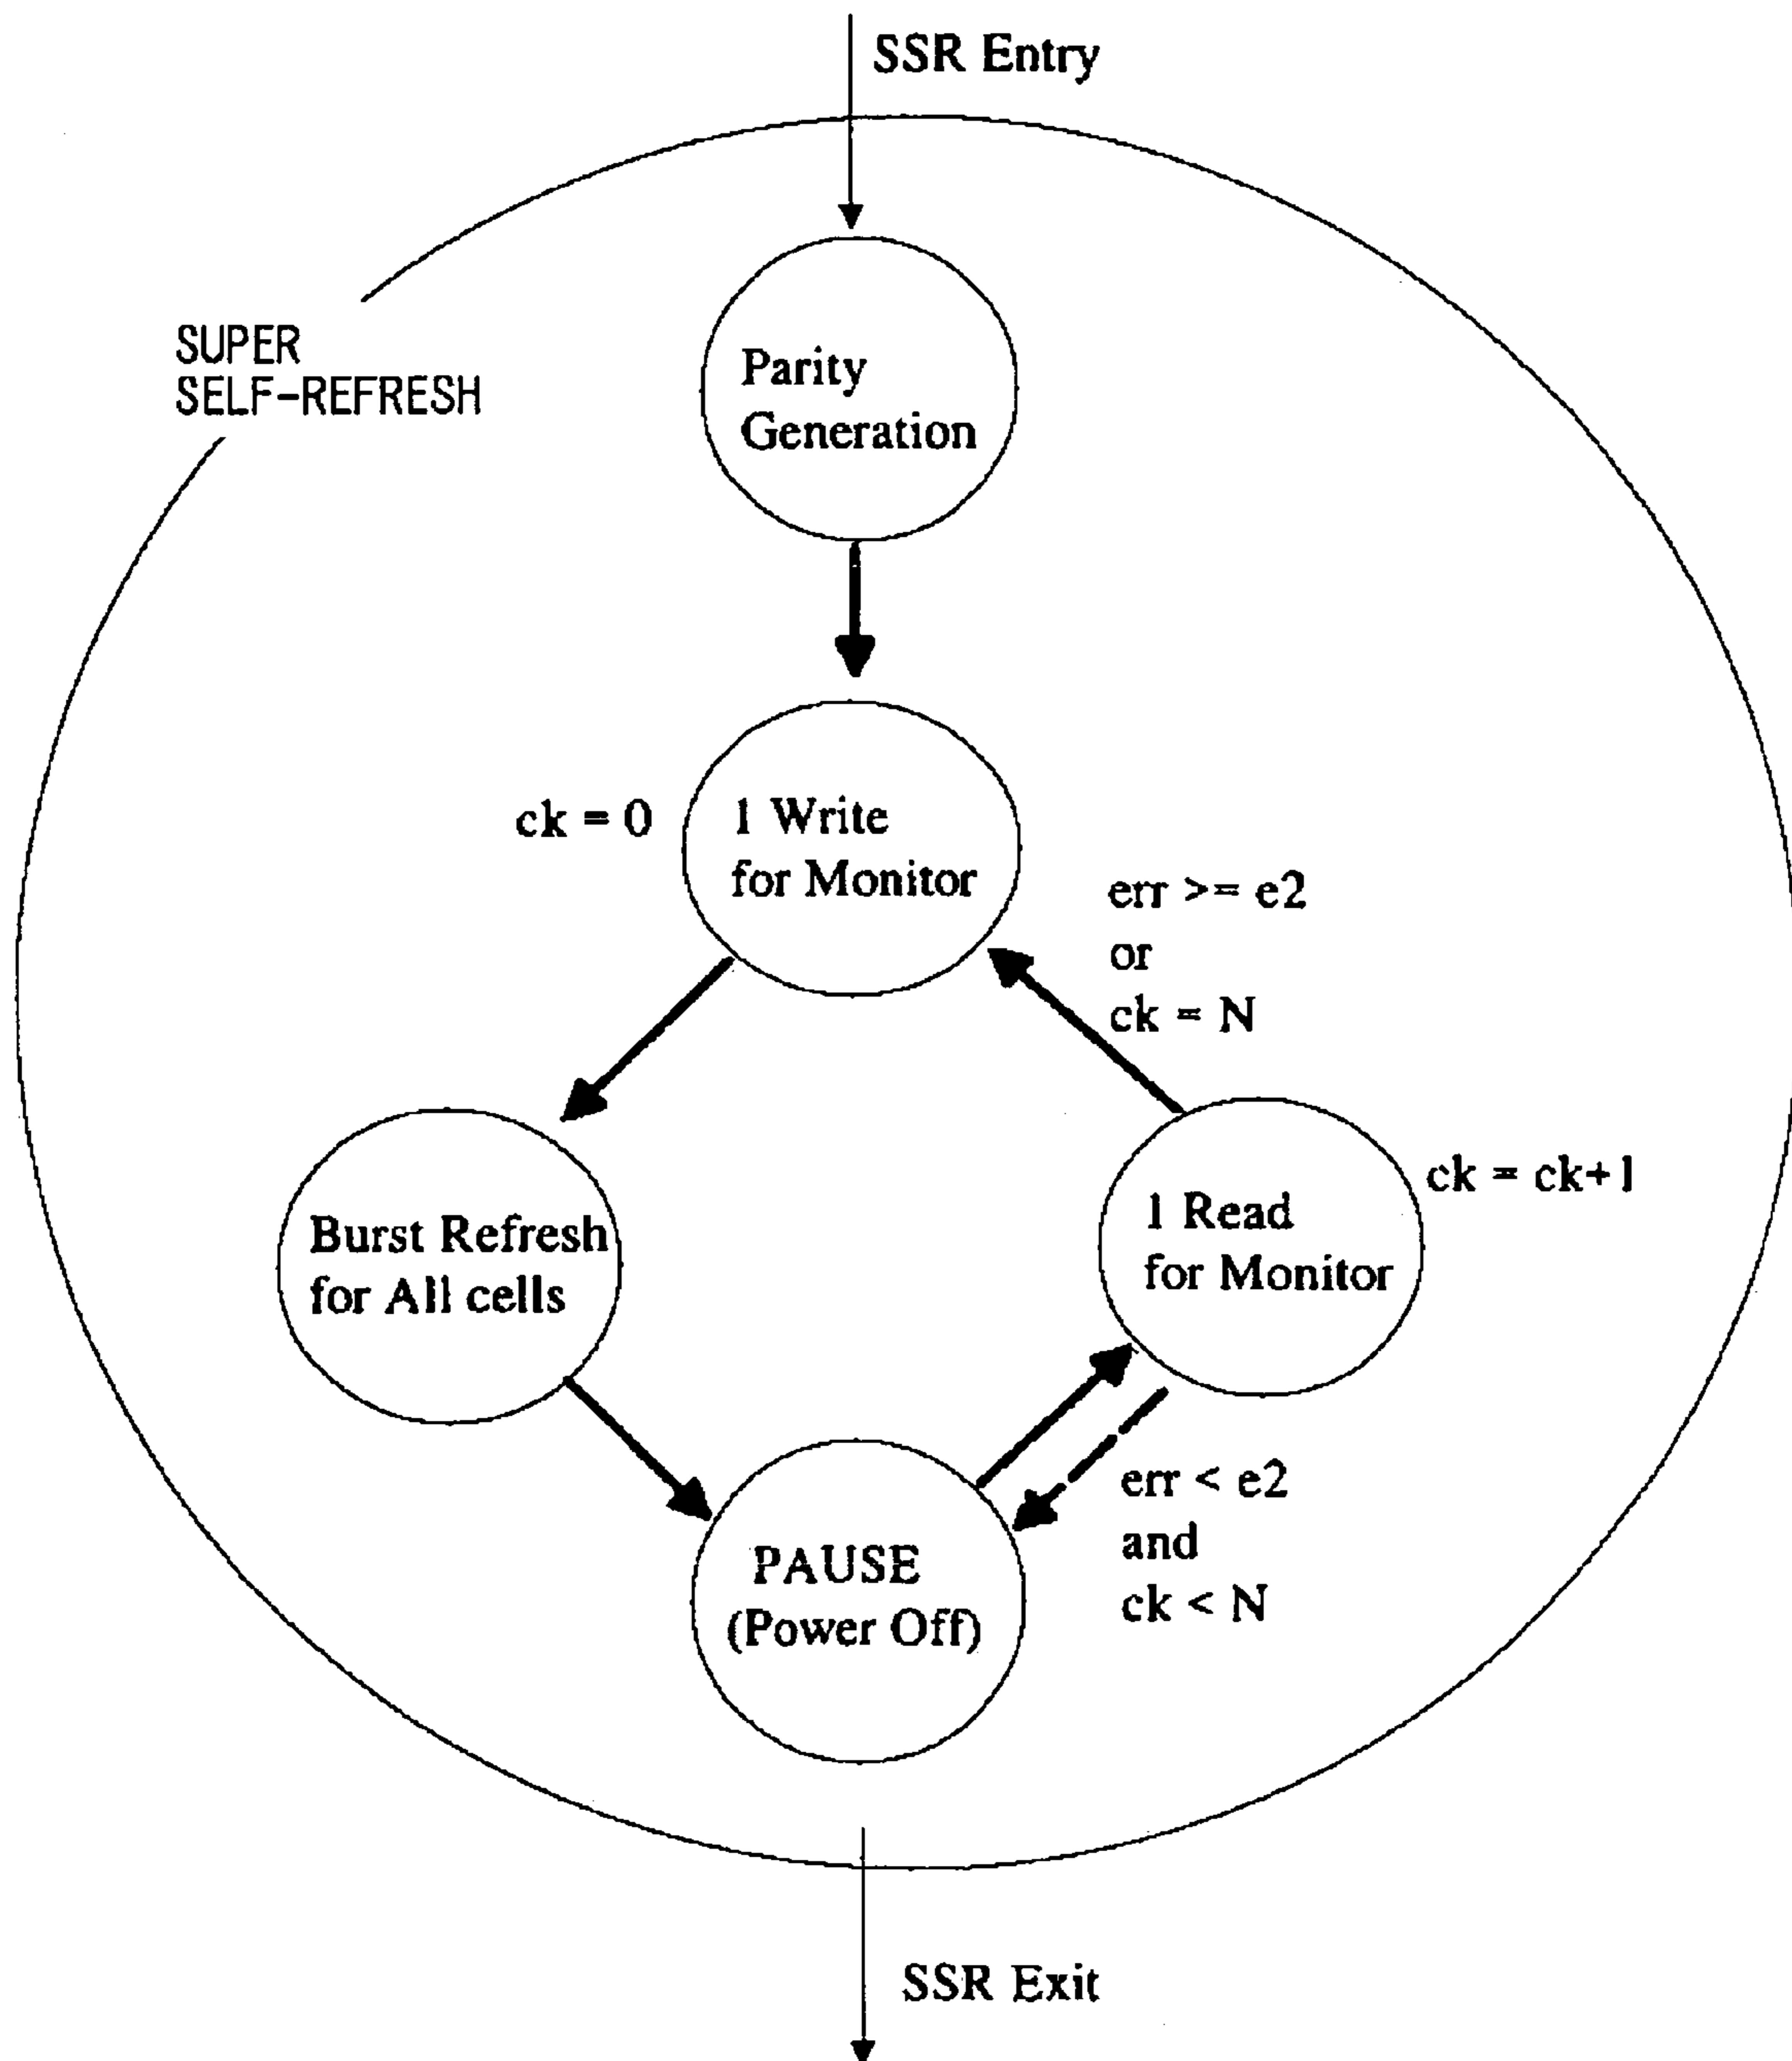 SSR Entry
SUPER
SELF-REFRESH
Parity
Generation
ck = 0
1 Write
for Monitor
err >= e2
or
ck = N
Burst Refresh
for All cells
1 Read
for Monitor
ck = ck+1
PAUSE
(Power Off)
err < e2
and
ck < N
SSR Exit